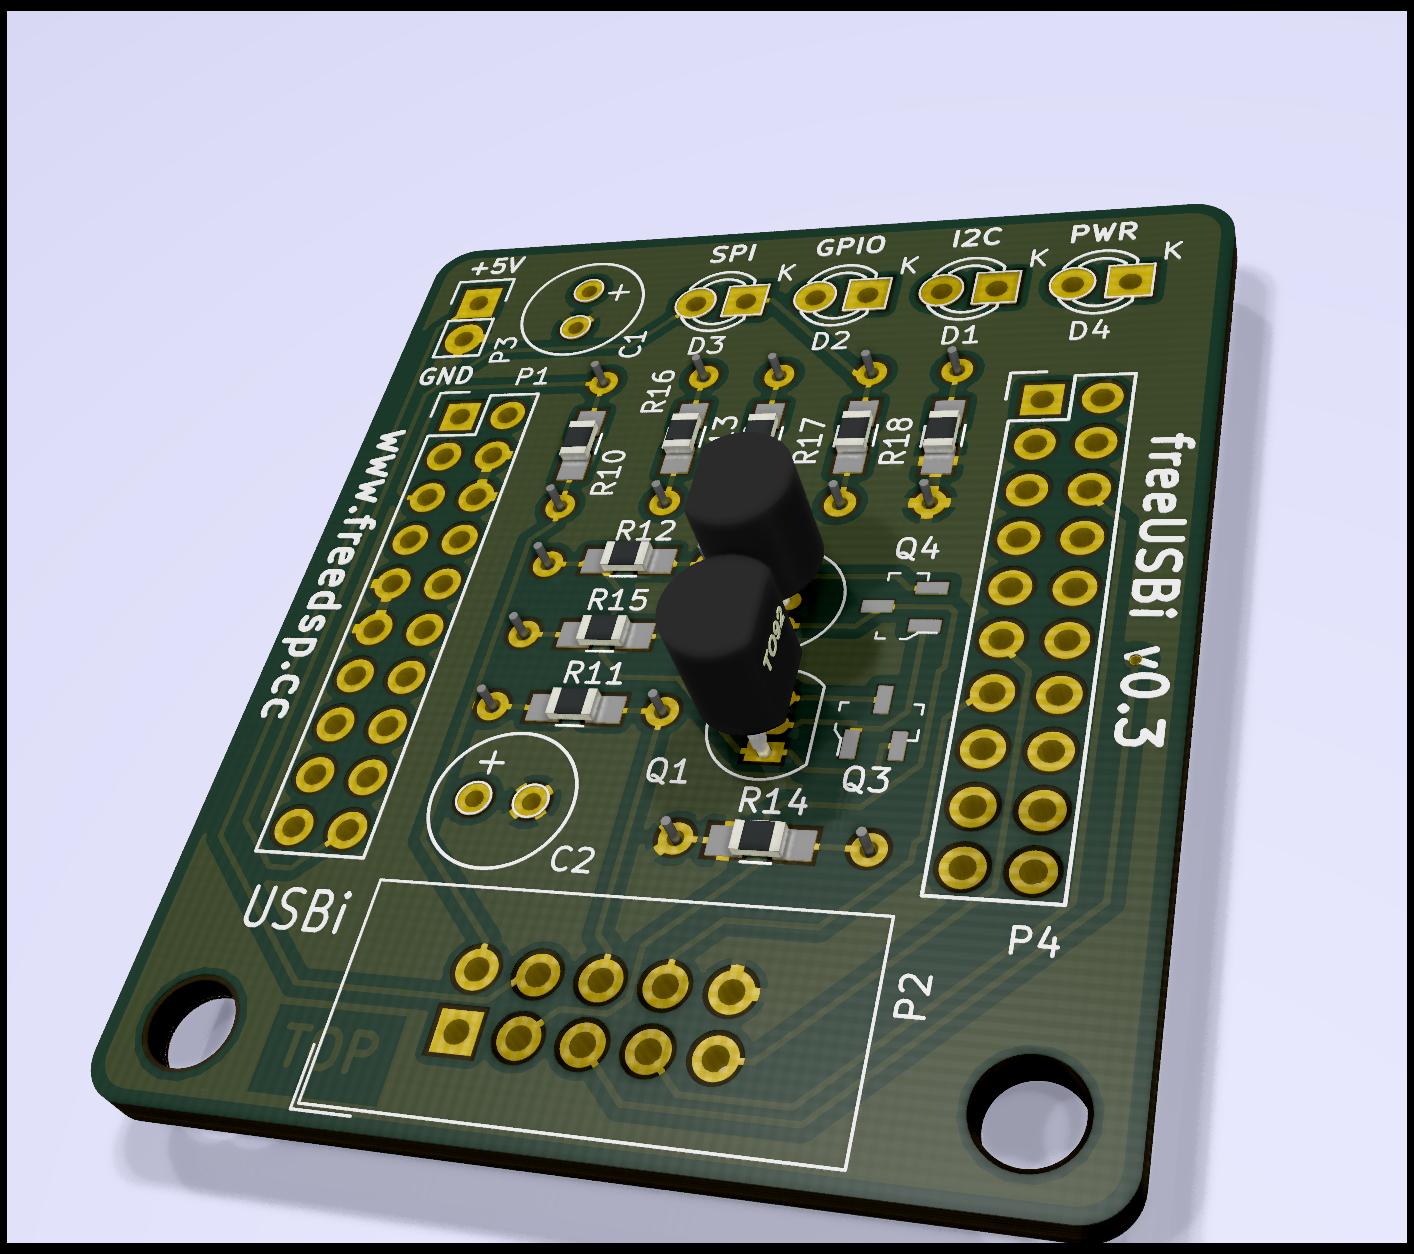 SPI
GPIO
I2C
PWR
+5V
K
K
K
K
+
P3
C1
D3
D2
D1
D4
GND
P1
R16
R10
R17
R18
www.freedsp.cc
freeUSBi v0.3
R12
Q4
R15
TO92
R11
+
Q1
Q3
R14
C2
USBi
P4
P2
TOP